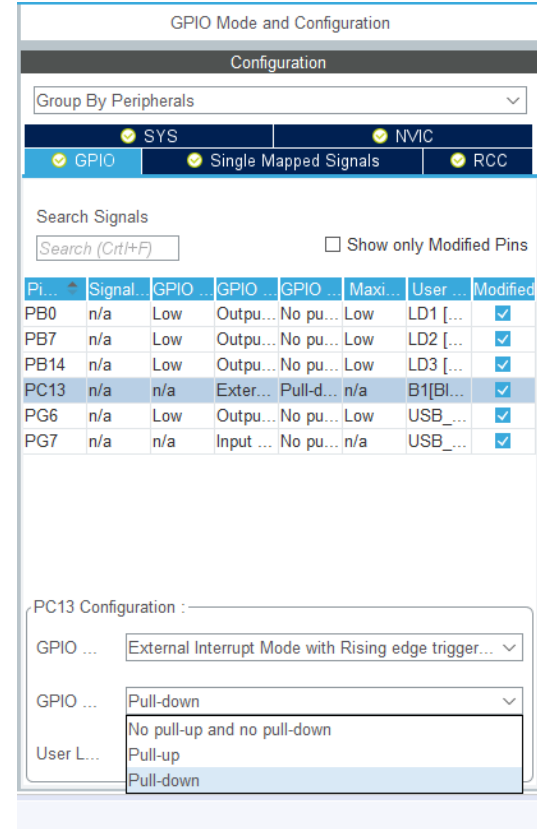 GPIO Mode and Configuration
Configuration
Group By Peripherals
SYS NVIC
GPIO Single Mapped Signals RCC
Search Signals
Search (Crtl+F) Show only Modified Pins
Pi... Signal... GPIO ... GPIO ... GPIO ... Maxi... User ... Modified
PB0 n/a Low Outpu... No pu... Low LD1 [...
PB7 n/a Low Outpu... No pu... Low LD2 [...
PB14 n/a Low Outpu... No pu... Low LD3 [...
PC13 n/a n/a Exter... Pull-d... n/a B1[Bl...
PG6 n/a Low Outpu... No pu... Low USB_...
PG7 n/a n/a Input ... No pu... n/a USB_...
PC13 Configuration :
GPIO ... External Interrupt Mode with Rising edge trigger...
GPIO ... Pull-down
No pull-up and no pull-down
User L... Pull-up
Pull-down